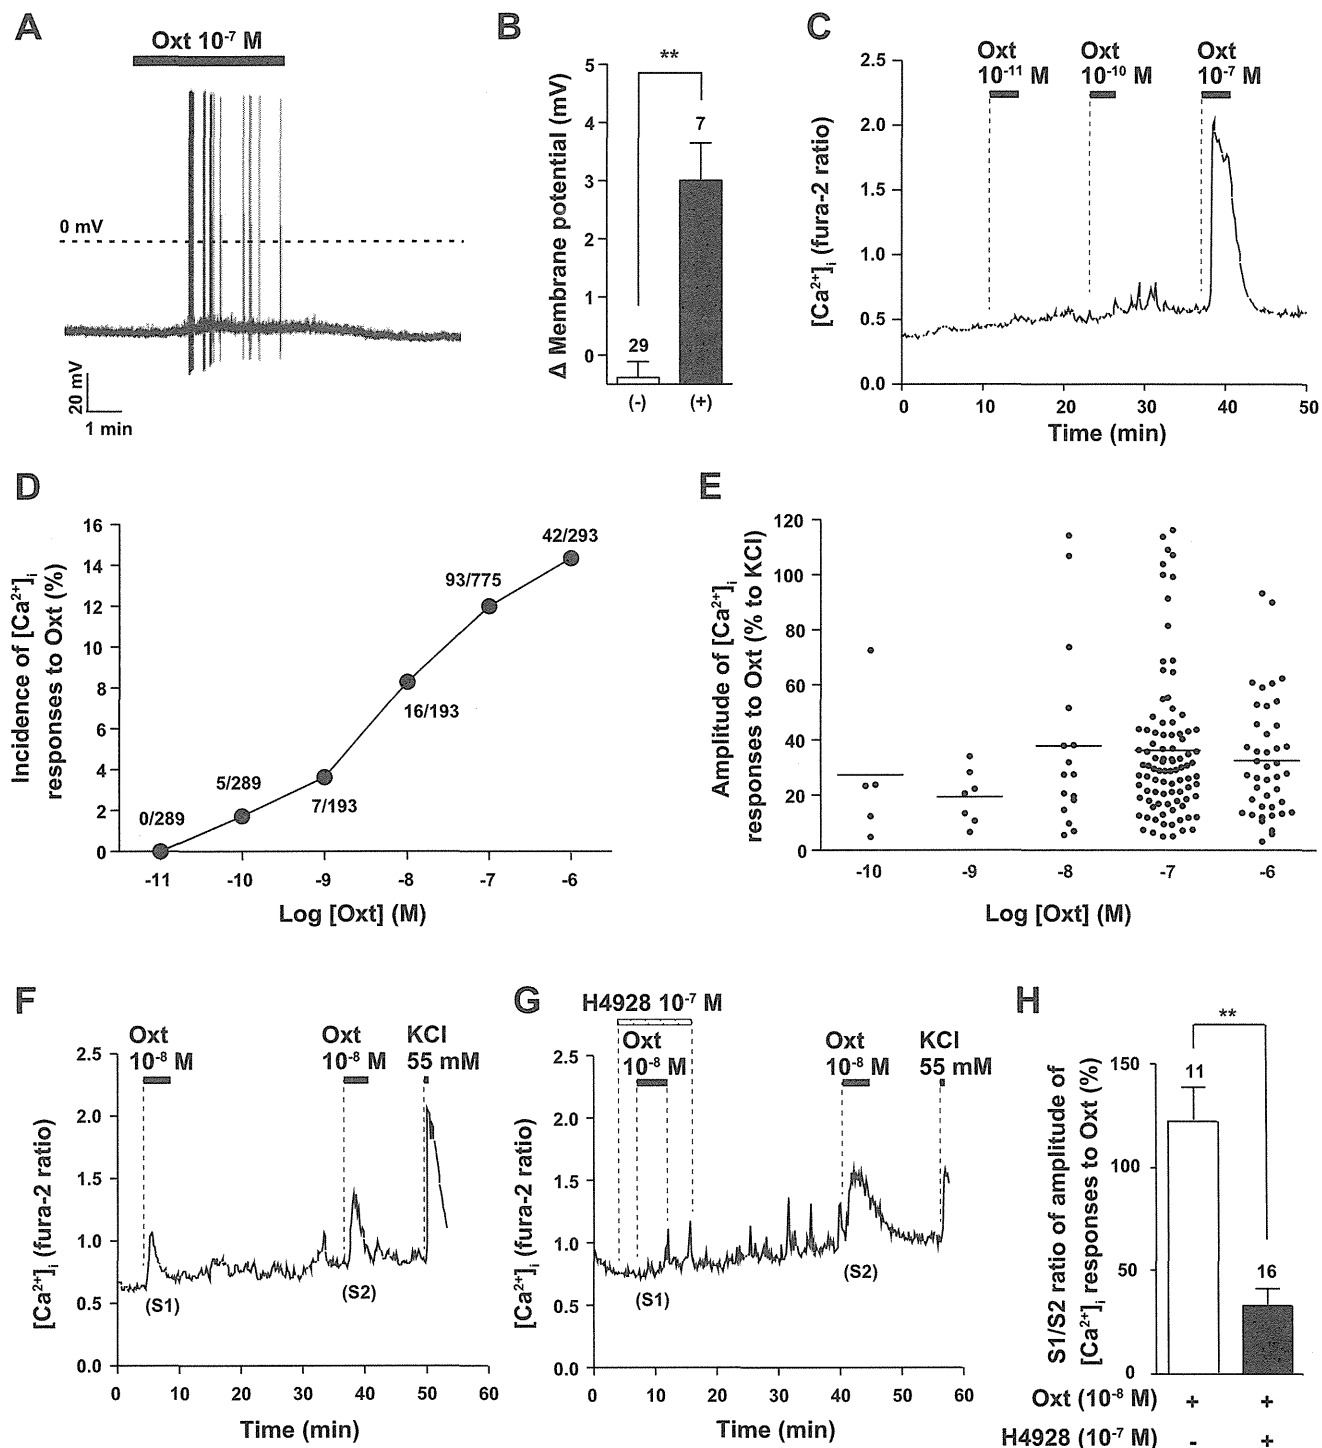 A
Oxt 10-7 M
0 mV
20 mV
1 min
B
Δ Membrane potential (mV)
5
4
3
2
1
0
**
7
29
(-)
(+)
C
[Ca2+]i (fura-2 ratio)
2.5
2.0
1.5
1.0
0.5
0.0
Oxt
10-11 M
Oxt
10-10 M
Oxt
10-7 M
0 10 20 30 40 50
Time (min)
D
Incidence of [Ca2+]i
responses to Oxt (%)
16
14
12
10
8
6
4
2
0
0/289
5/289
7/193
16/193
93/775
42/293
-11 -10 -9 -8 -7 -6
Log [Oxt] (M)
E
Amplitude of [Ca2+]i
responses to Oxt (% to KCl)
120
100
80
60
40
20
0
-10 -9 -8 -7 -6
Log [Oxt] (M)
F
[Ca2+]i (fura-2 ratio)
2.5
2.0
1.5
1.0
0.5
0.0
Oxt
10-8 M
Oxt
10-8 M
KCl
55 mM
(S1)
(S2)
0 10 20 30 40 50 60
Time (min)
G
H4928 10-7 M
[Ca2+]i (fura-2 ratio)
2.5
2.0
1.5
1.0
0.5
0.0
Oxt
10-8 M
Oxt
10-8 M
KCl
55 mM
(S1)
(S2)
0 10 20 30 40 50 60
Time (min)
H
S1/S2 ratio of amplitude of
[Ca2+]i responses to Oxt (%)
150
100
50
0
**
11
16
Oxt (10-8 M) + +
H4928 (10-7 M) - +